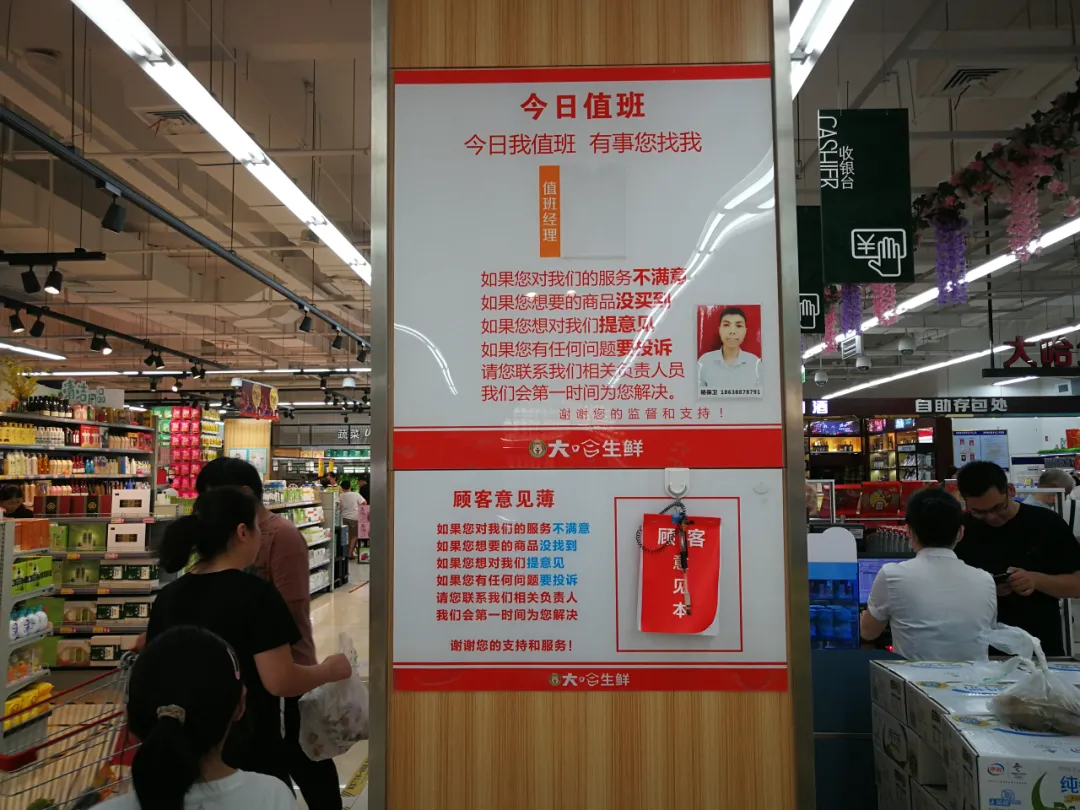 今日值班
今日我值班 有事您找我
值班经理
如果您对我们的服务不满意
如果您想要的商品没买到
如果您想对我们提意见
如果您有任何问题要投诉
请您联系我们相关负责人员
我们会第一时间为您解决。
谢谢您的监督和支持！
大哈生鲜
顾客意见薄
如果您对我们的服务不满意
如果您想要的商品没找到
如果您想对我们提意见
如果您有任何问题要投诉
请您联系我们相关负责人
我们会第一时间为您解决
谢谢您的支持和服务！
顾客
意见本
大哈生鲜
CASHIER
收银台
自助存包处
酒
蔬菜
伊利